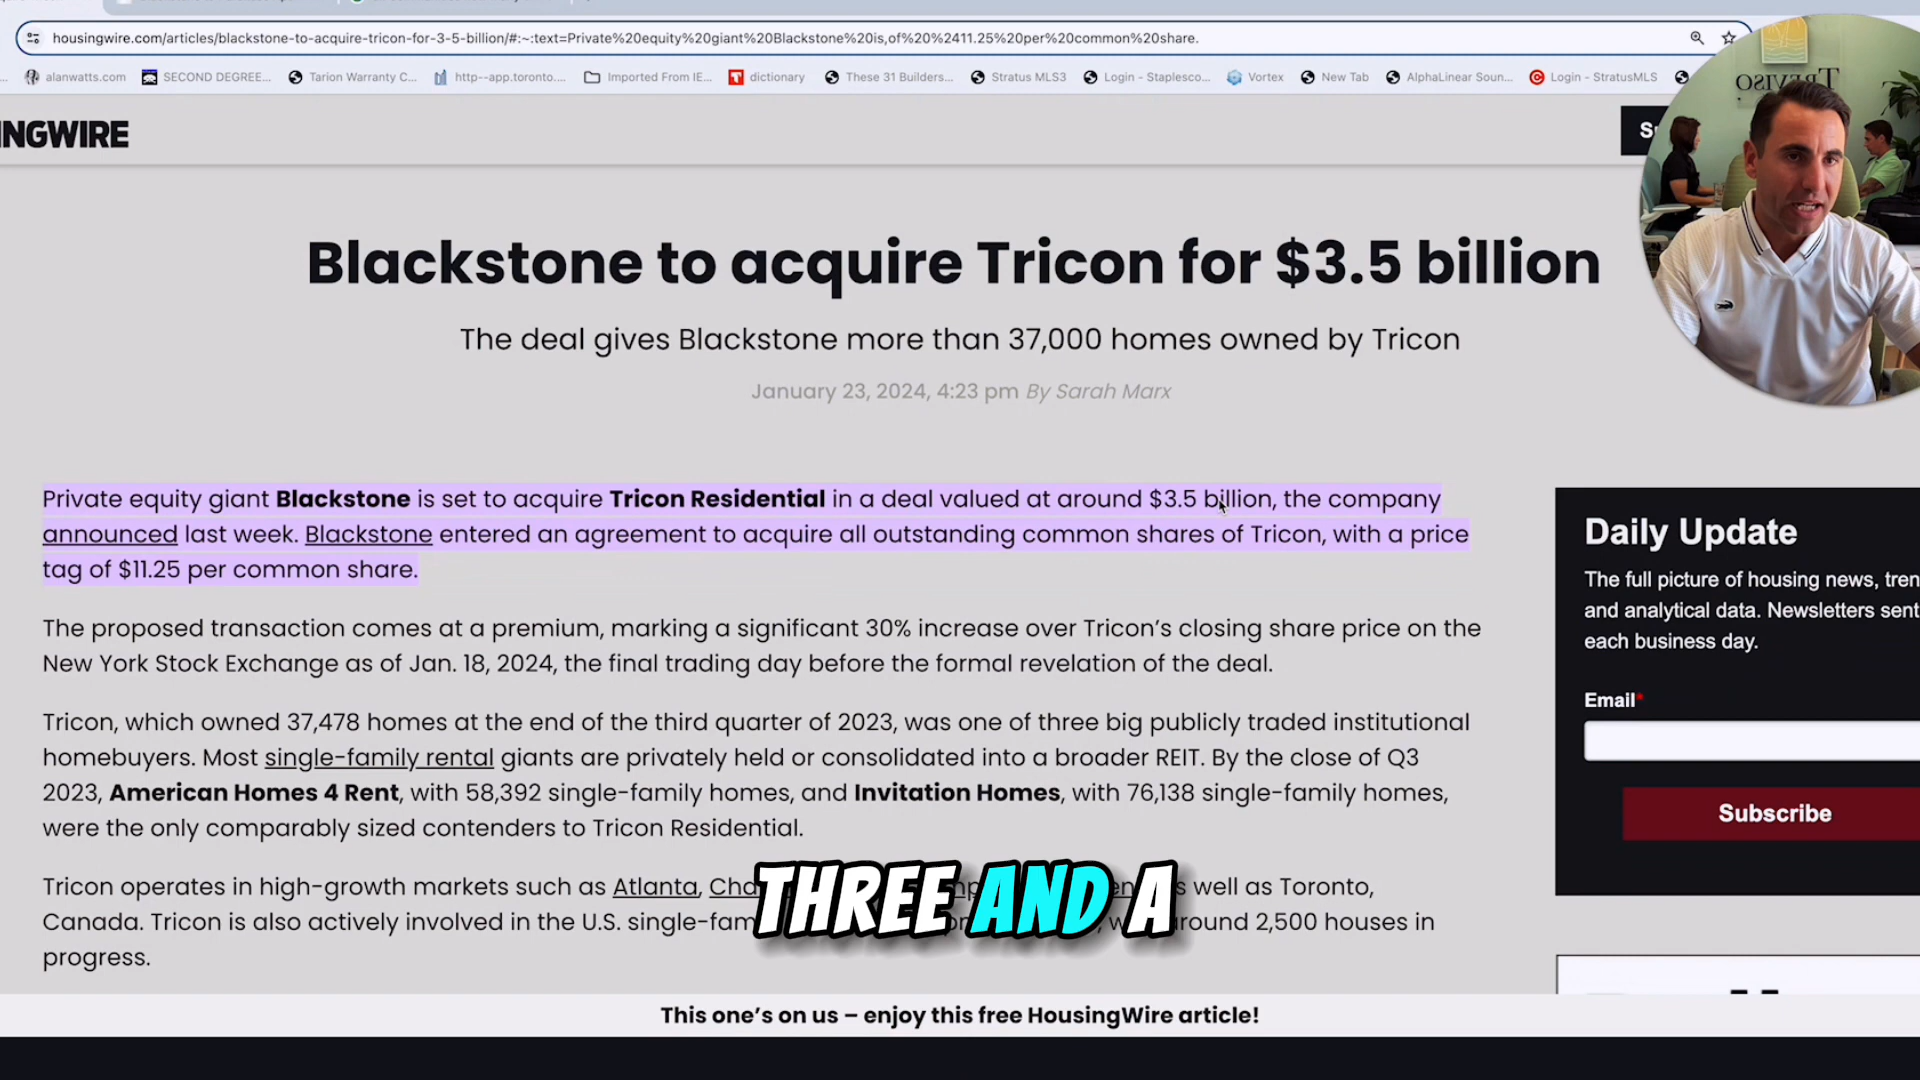 housingwire.com/articles/blackstone-to-acquire-tricon-for-3-5-billion/#:~:text=Private%20equity%20giant%20Blackstone%20is,of%20%2411.25%20per%20common%20share.
alanwatts.com SECOND DEGREE... Tarion Warranty C... http--app.toronto.... Imported From IE... dictionary These 31 Builders... Stratus MLS3 Login - Staplesco... Vortex New Tab AlphaLinear Soun... Login - StratusMLS
TREVISO
INGWIRE
Blackstone to acquire Tricon for $3.5 billion
The deal gives Blackstone more than 37,000 homes owned by Tricon
January 23, 2024, 4:23 pm By Sarah Marx
Private equity giant Blackstone is set to acquire Tricon Residential in a deal valued at around $3.5 billion, the company
announced last week. Blackstone entered an agreement to acquire all outstanding common shares of Tricon, with a price
tag of $11.25 per common share.
The proposed transaction comes at a premium, marking a significant 30% increase over Tricon's closing share price on the
New York Stock Exchange as of Jan. 18, 2024, the final trading day before the formal revelation of the deal.
Tricon, which owned 37,478 homes at the end of the third quarter of 2023, was one of three big publicly traded institutional
homebuyers. Most single-family rental giants are privately held or consolidated into a broader REIT. By the close of Q3
2023, American Homes 4 Rent, with 58,392 single-family homes, and Invitation Homes, with 76,138 single-family homes,
were the only comparably sized contenders to Tricon Residential.
Tricon operates in high-growth markets such as Atlanta, well as Toronto,
Canada. Tricon is also actively involved in the U.S. around 2,500 houses in
progress.
THREE AND A
Daily Update
The full picture of housing news, tren
and analytical data. Newsletters sent
each business day.
Email*
Subscribe
This one's on us – enjoy this free HousingWire article!